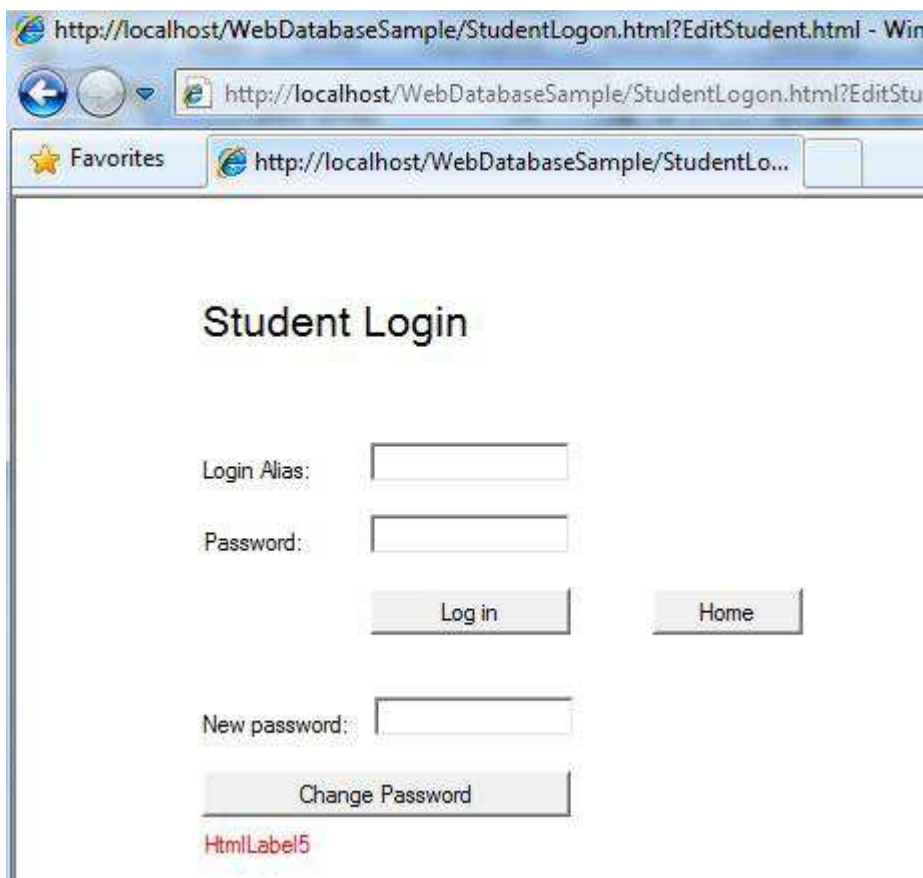 http://localhost/WebDatabaseSample/StudentLogon.html?EditStudent.html - Win
http://localhost/WebDatabaseSample/StudentLogon.html?EditStu
Favorites
http://localhost/WebDatabaseSample/StudentLo...
Student Login
Login Alias:
Password:
Log in Home
New password:
Change Password
HtmlLabel5